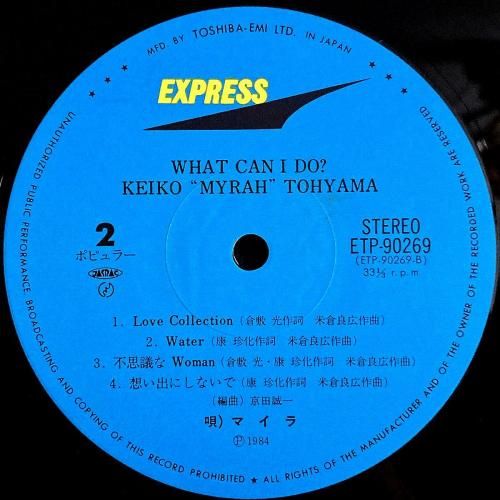 MFD. BY TOSHIBA-EMI LTD. IN JAPAN
EXPRESS
WHAT CAN I DO?
KEIKO “MYRAH” TOHYAMA
2
ポピュラー
JASRAC
STEREO
ETP-90269
(ETP-90269-B)
33⅓ r.p.m
1. Love Collection (倉敷 光作詞 米倉良広作曲)
2. Water (康 珍化作詞 米倉良広作曲)
3. 不思議な Woman (倉敷 光・康 珍化作詞 米倉良広作曲)
4. 想い出にしないで (康 珍化作詞 米倉良広作曲)
(編曲)京田誠一
唄) マイラ
Ⓟ 1984
★ ★ ★ UNAUTHORIZED PUBLIC PERFORMANCE BROADCASTING AND COPYING OF THIS RECORD PROHIBITED ★ ALL RIGHTS OF THE MANUFACTURER AND OF THE OWNER OF THE RECORDED WORK ARE RESERVED ★ ★ ★